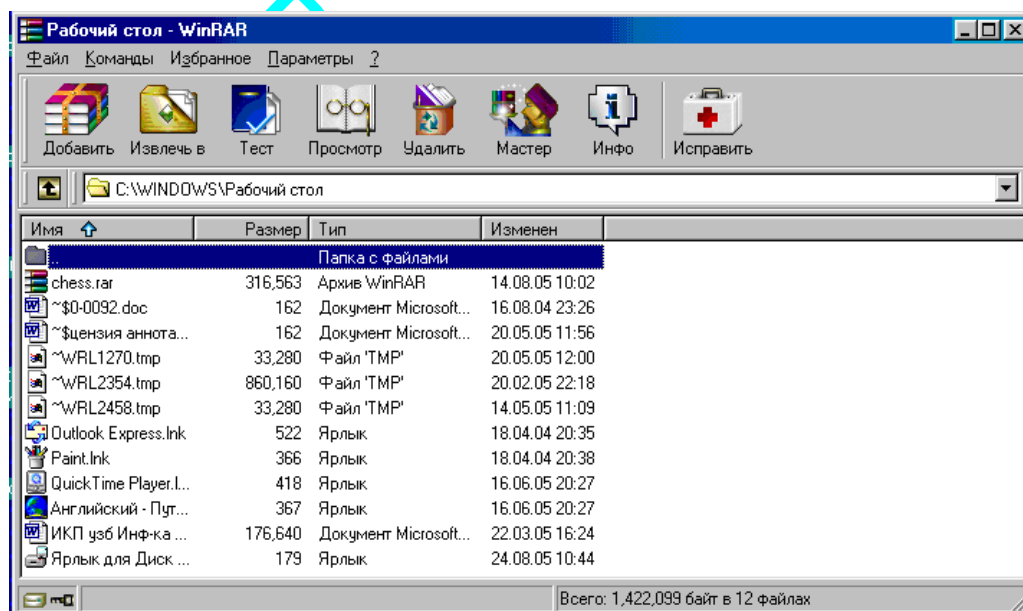 Рабочий стол - WinRAR
Файл Команды Избранное Параметры ?
Добавить Извлечь в Тест Просмотр Удалить Мастер Инфо Исправить
C:\WINDOWS\Рабочий стол
Имя Размер Тип Изменен
.. Папка с файлами
chess.rar 316,563 Архив WinRAR 14.08.05 10:02
~$0-0092.doc 162 Документ Microsoft... 16.08.04 23:26
~$цензия аннота... 162 Документ Microsoft... 20.05.05 11:56
~WRL1270.tmp 33,280 Файл 'TMP' 20.05.05 12:00
~WRL2354.tmp 860,160 Файл 'TMP' 20.02.05 22:18
~WRL2458.tmp 33,280 Файл 'TMP' 14.05.05 11:09
Outlook Express.lnk 522 Ярлык 18.04.04 20:35
Paint.lnk 366 Ярлык 18.04.04 20:38
QuickTime Player.l... 418 Ярлык 16.06.05 20:27
Английский - Пут... 367 Ярлык 16.06.05 20:27
ИКП узб Инф-ка ... 176,640 Документ Microsoft... 22.03.05 16:24
Ярлык для Диск ... 179 Ярлык 24.08.05 10:44
Всего: 1,422,099 байт в 12 файлах